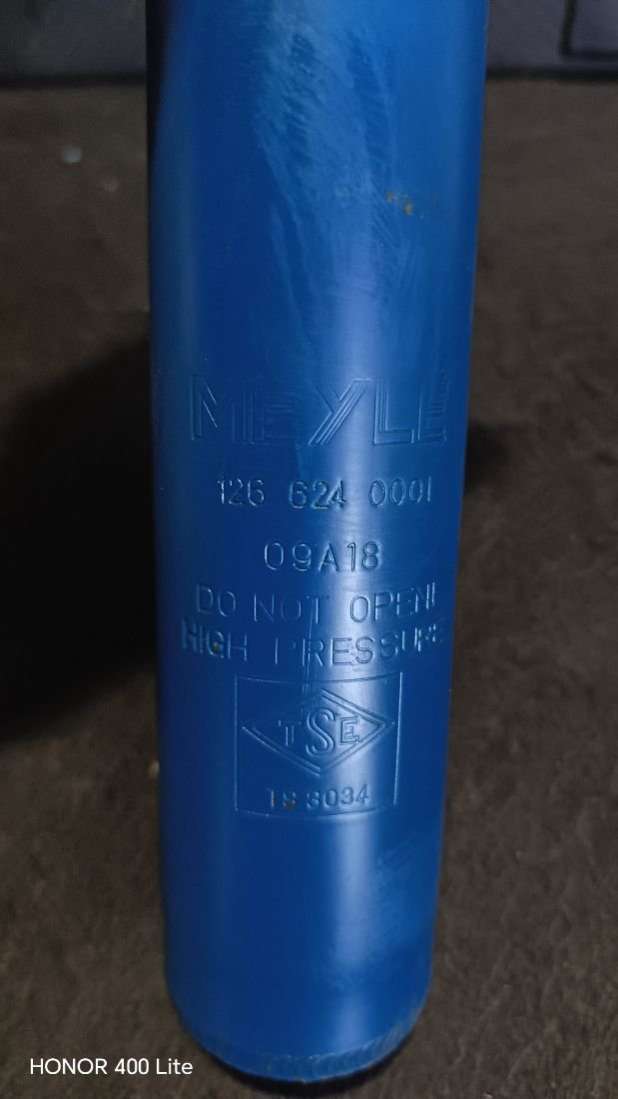 MEYLE
126 624 0001
09A18
DO NOT OPEN!
HIGH PRESSURE
TSE
TS 3034
HONOR 400 Lite